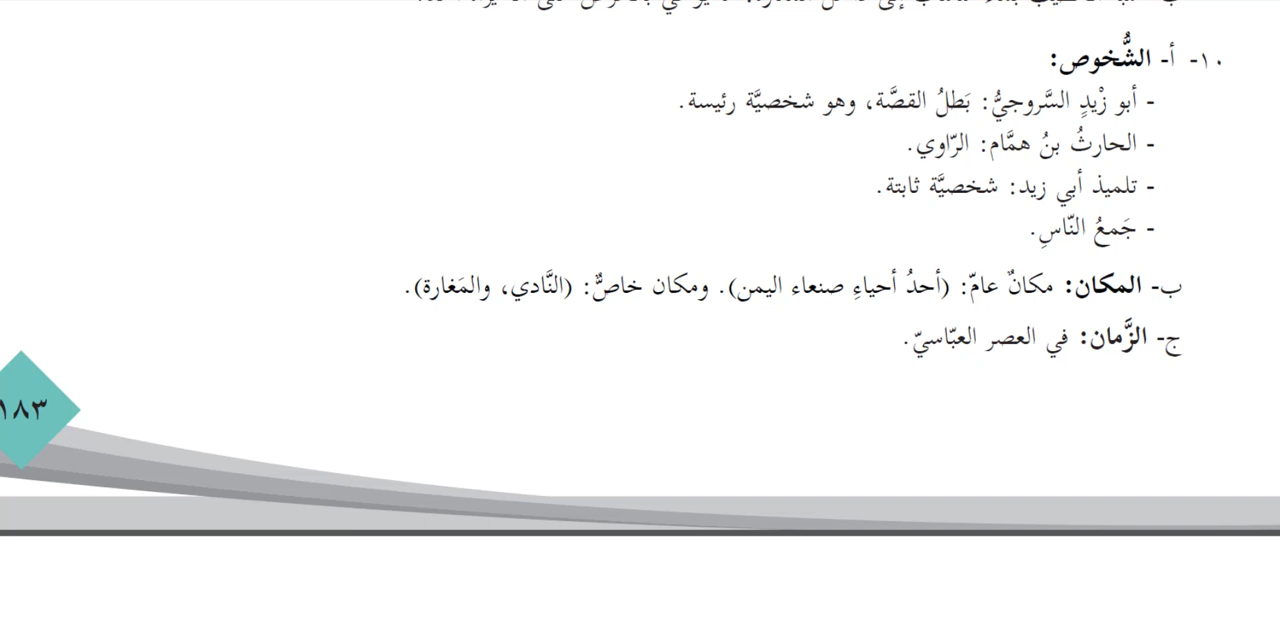 ١٠- أ- الشُّخوص:
- أبو زْيدٍ السَّروجيُّ: بَطلُ القصَّة، وهو شخصيَّة رئيسة.
- الحارثُ بنُ همَّام: الرّاوي.
- تلميذ أبي زيد: شخصيَّة ثابتة.
- جَمعُ النّاسِ.
ب- المكان: مكانٌ عامّ: (أحدُ أحياءِ صنعاء اليمن). ومكان خاصٌّ: (النَّادي، والمَغارة).
ج- الزَّمان: في العصر العبّاسيّ.
١٨٣